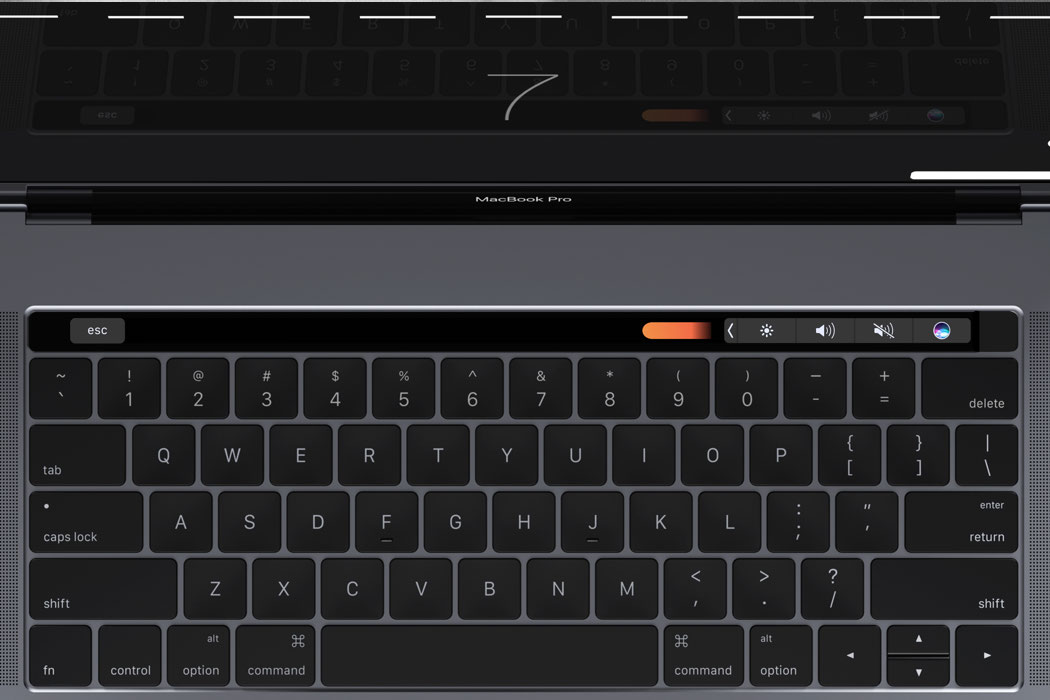 7
MacBook Pro
esc
~ ! @ # $ % ^ & * ( ) — +
` 1 2 3 4 5 6 7 8 9 0 - = delete
tab Q W E R T Y U I O P { [ } ] | \
caps lock A S D F G H J K L : ; " ' enter return
shift Z X C V B N M < , > . ? / shift
fn control alt option ⌘ command ⌘ command alt option ◄ ▲ ▼ ►